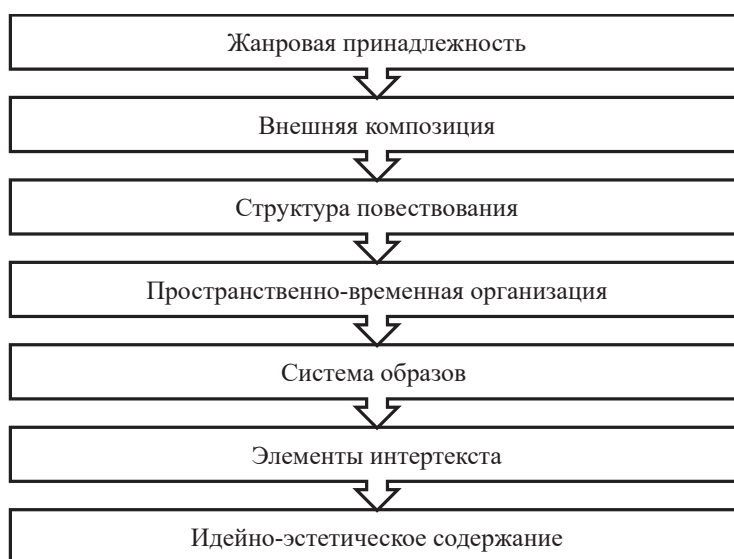 Жанровая принадлежность
Внешняя композиция
Структура повествования
Пространственно-временная организация
Система образов
Элементы интертекста
Идейно-эстетическое содержание